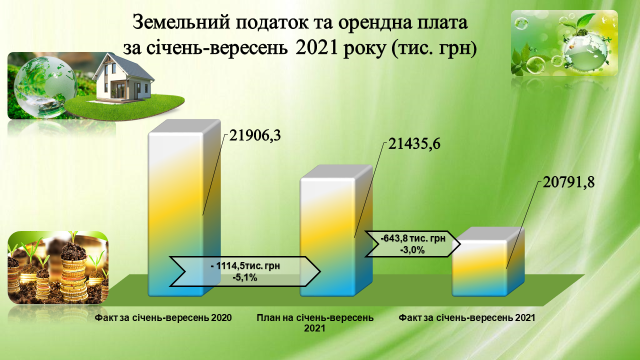 Земельний податок та орендна плата
за січень-вересень 2021 року (тис. грн)
21906,3
21435,6
20791,8
-643,8 тис. грн
-3,0%
- 1114,5тис. грн
-5,1%
Факт за січень-вересень 2020
План на січень-вересень
2021
Факт за січень-вересень 2021